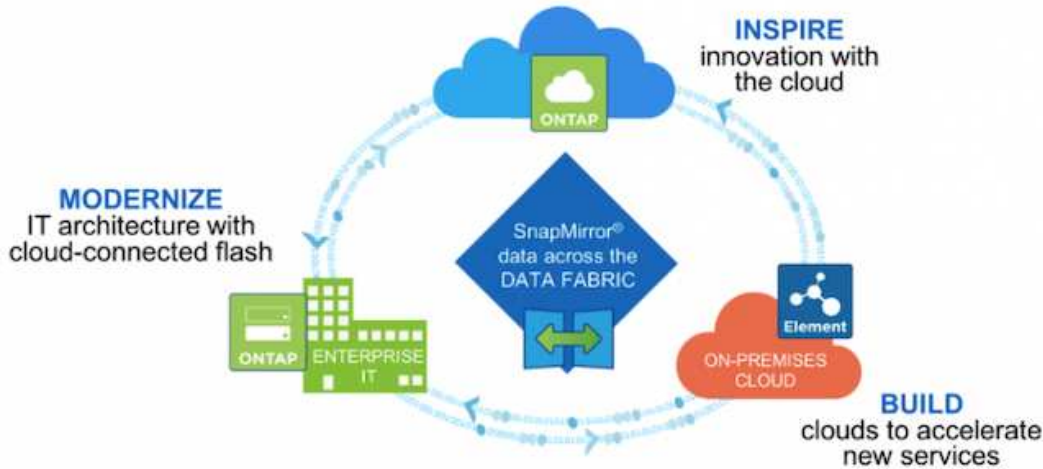 INSPIRE
innovation with
the cloud
ONTAP
MODERNIZE
IT architecture with
cloud-connected flash
SnapMirror®
data across the
DATA FABRIC
ONTAP
ENTERPRISE
IT
Element
ON-PREMISES
CLOUD
BUILD
clouds to accelerate
new services